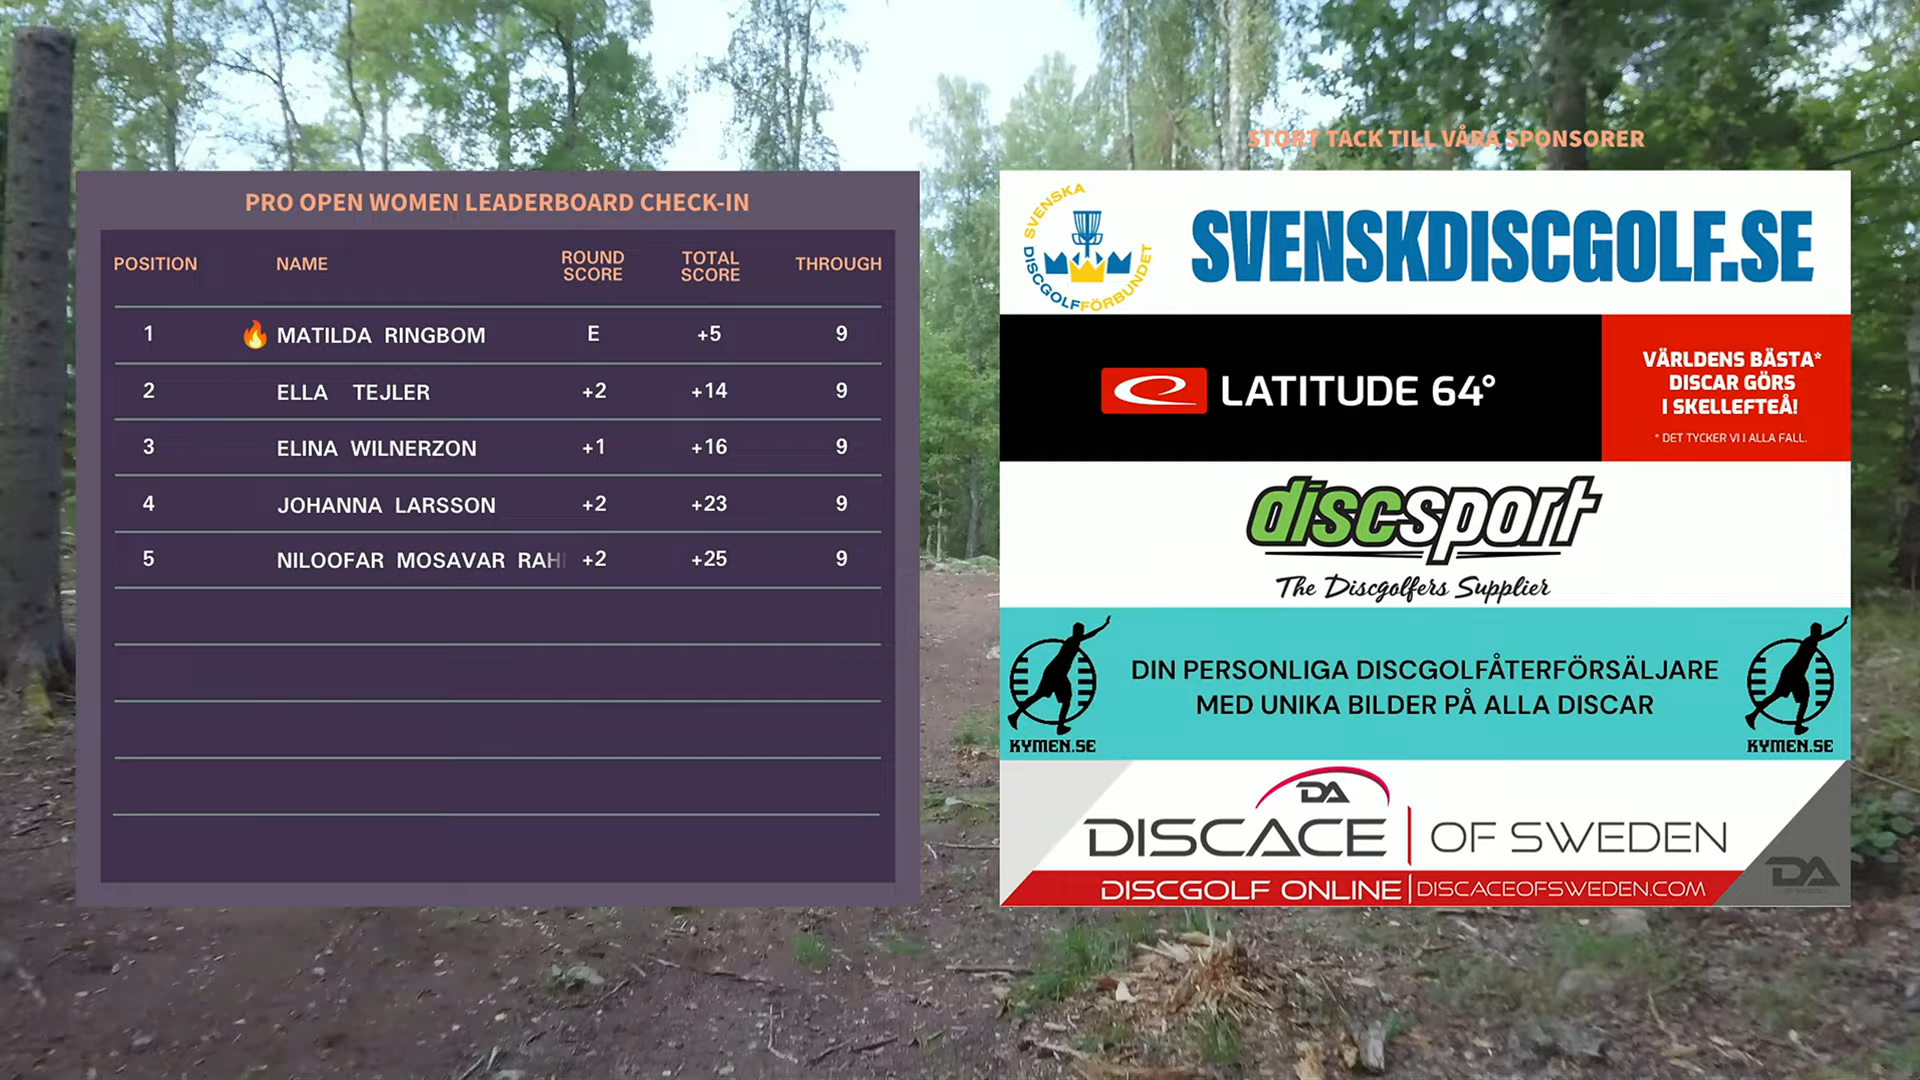 STORT TACK TILL VÅRA SPONSORER
PRO OPEN WOMEN LEADERBOARD CHECK-IN
POSITION NAME ROUND SCORE TOTAL SCORE THROUGH
1 MATILDA RINGBOM E +5 9
2 ELLA TEJLER +2 +14 9
3 ELINA WILNERZON +1 +16 9
4 JOHANNA LARSSON +2 +23 9
5 NILOOFAR MOSAVAR RAH +2 +25 9
SVENSKA
DISCGOLFFÖRBUNDET
SVENSKDISCGOLF.SE
LATITUDE 64°
VÄRLDENS BÄSTA*
DISCAR GÖRS
I SKELLEFTEÅ!
* DET TYCKER VI I ALLA FALL.
discsport
The Discgolfers Supplier
DIN PERSONLIGA DISCGOLFÅTERFÖRSÄLJARE
MED UNIKA BILDER PÅ ALLA DISCAR
KYMEN.SE
KYMEN.SE
DA
DISCACE | OF SWEDEN
DA
DISCGOLF ONLINE | DISCACEOFSWEDEN.COM